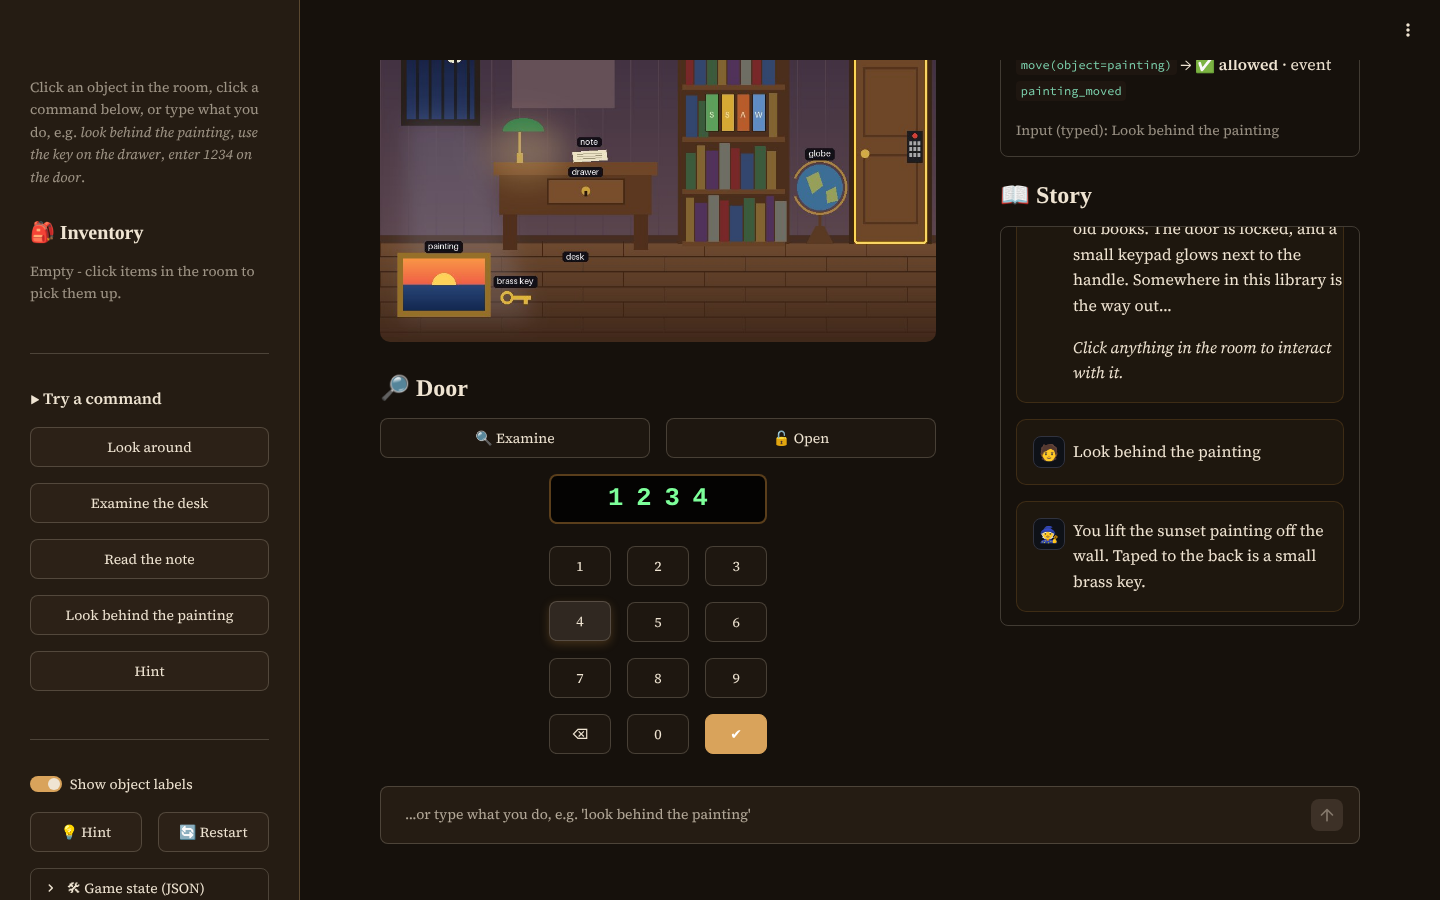 Click an object in the room, click a
command below, or type what you
do, e.g. look behind the painting, use
the key on the drawer, enter 1234 on
the door.
🎒 Inventory
Empty - click items in the room to
pick them up.
▸ Try a command
Look around
Examine the desk
Read the note
Look behind the painting
Hint
Show object labels
💡 Hint
🔄 Restart
🛠 Game state (JSON)
S S A W
note
drawer
globe
painting
desk
brass key
🔎 Door
🔍 Examine
🔓 Open
1 2 3 4
1 2 3
4 5 6
7 8 9
⌫ 0 ✔
...or type what you do, e.g. 'look behind the painting'
move(object=painting) → ✅ allowed · event
painting_moved
Input (typed): Look behind the painting
📖 Story
old books. The door is locked, and a
small keypad glows next to the
handle. Somewhere in this library is
the way out...
Click anything in the room to interact
with it.
Look behind the painting
You lift the sunset painting off the
wall. Taped to the back is a small
brass key.